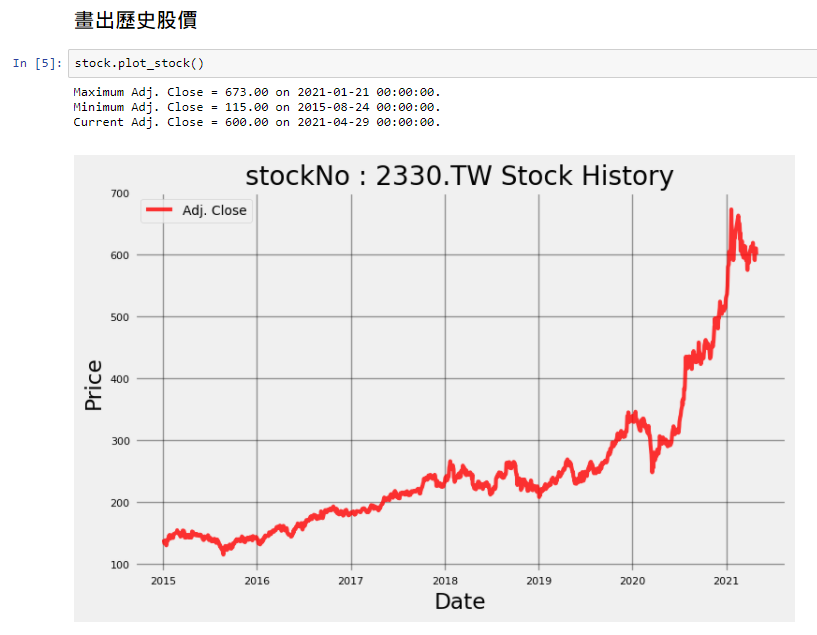 畫出歷史股價
In [5]: stock.plot_stock()
Maximum Adj. Close = 673.00 on 2021-01-21 00:00:00.
Minimum Adj. Close = 115.00 on 2015-08-24 00:00:00.
Current Adj. Close = 600.00 on 2021-04-29 00:00:00.
stockNo : 2330.TW Stock History
Adj. Close
700
600
500
400
300
200
100
Price
2015 2016 2017 2018 2019 2020 2021
Date